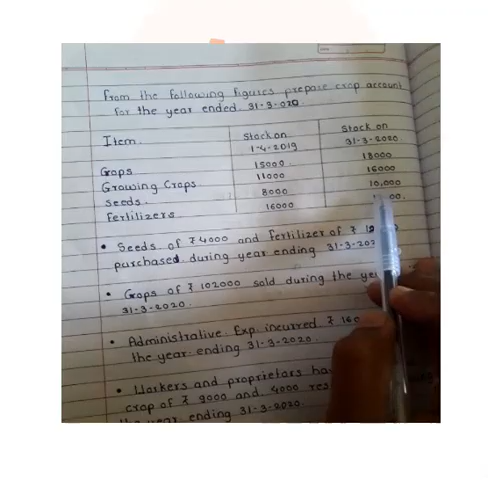 From the following figures prepare crop account
for the year ended 31-3-020.
Item Stock on 1-4-2019 Stock on 31-3-2020
Crops 15000 18000
Growing Crops 11000 16000
Seeds 8000 10,000
Fertilizers 16000
• Seeds of ₹4000 and fertilizer of ₹
purchased during year ending 31-3-202
• Crops of ₹ 102000 sold during the
31-3-2020.
• Administrative Exp. incurred ₹
the year ending 31-3-2020.
• Workers and proprietors
crop of ₹ 9000 and 4000
year ending 31-3-2020.